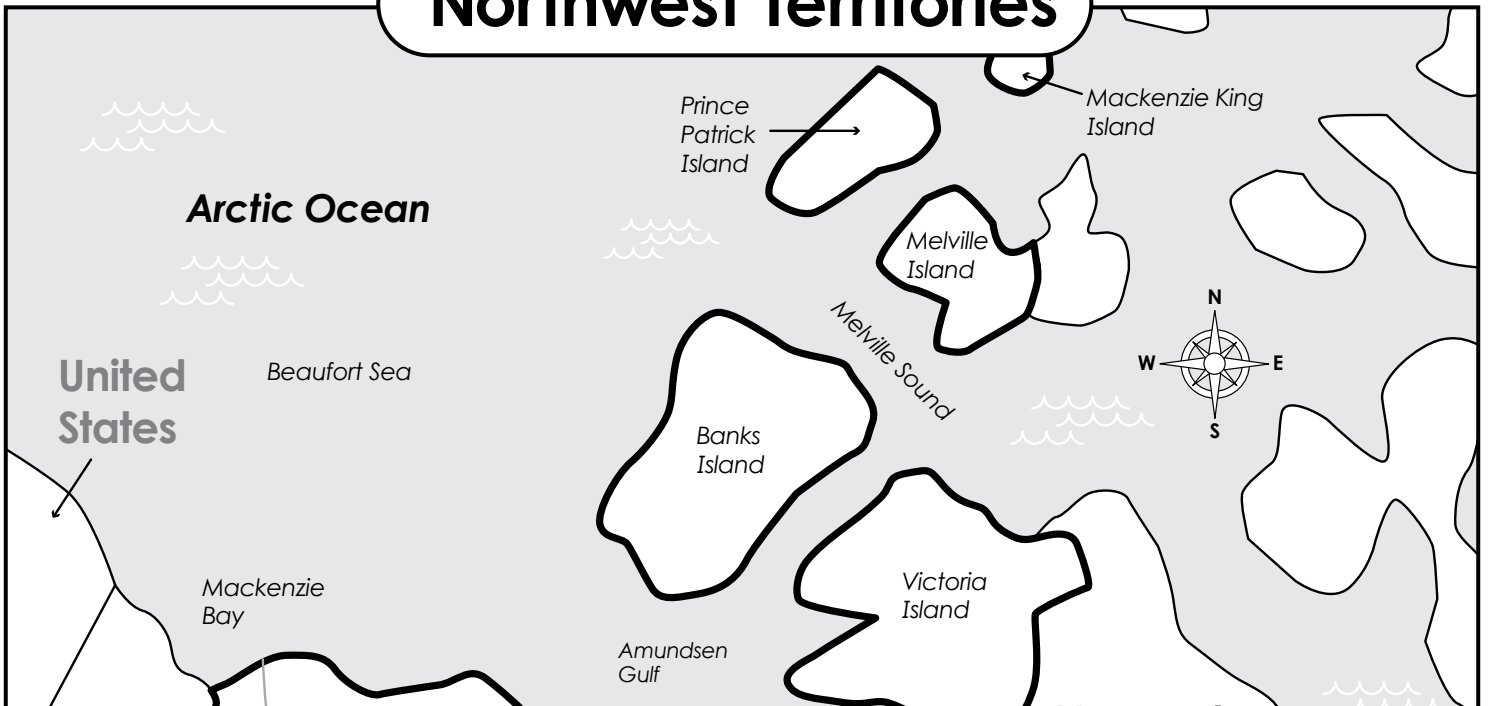 Northwest Territories
Prince
Patrick
Island
Mackenzie King
Island
Arctic Ocean
Melville
Island
Melville Sound
N
W
E
S
United
States
Beaufort Sea
Banks
Island
Mackenzie
Bay
Victoria
Island
Amundsen
Gulf